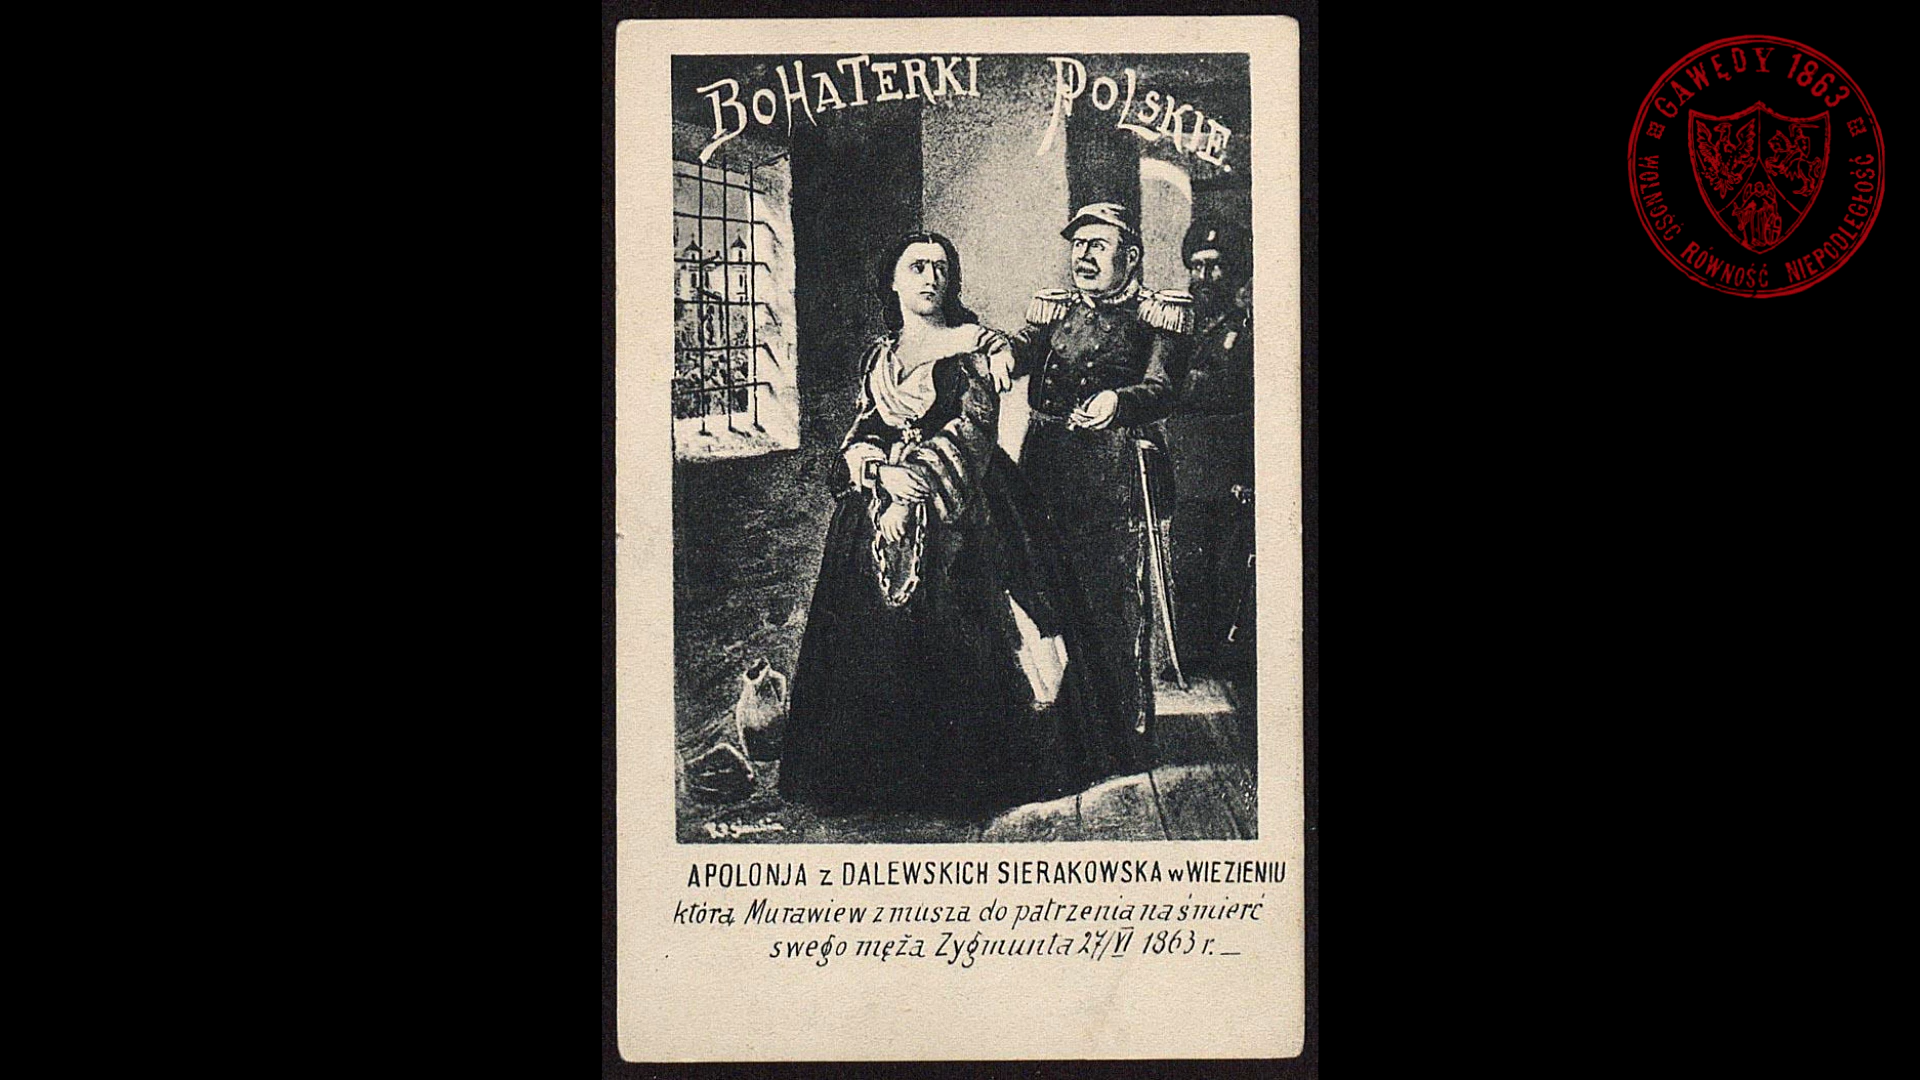 BOHATERKI POLSKIE.
APOLONJA z DALEWSKICH SIERAKOWSKA w WIEZIENIU
którą Murawiew zmusza do patrzenia na śmierć
swego męża Zygmunta 27/VI 1863 r. _
GAWĘDY 1863
WOLNOŚĆ RÓWNOŚĆ NIEPODLEGŁOŚĆ